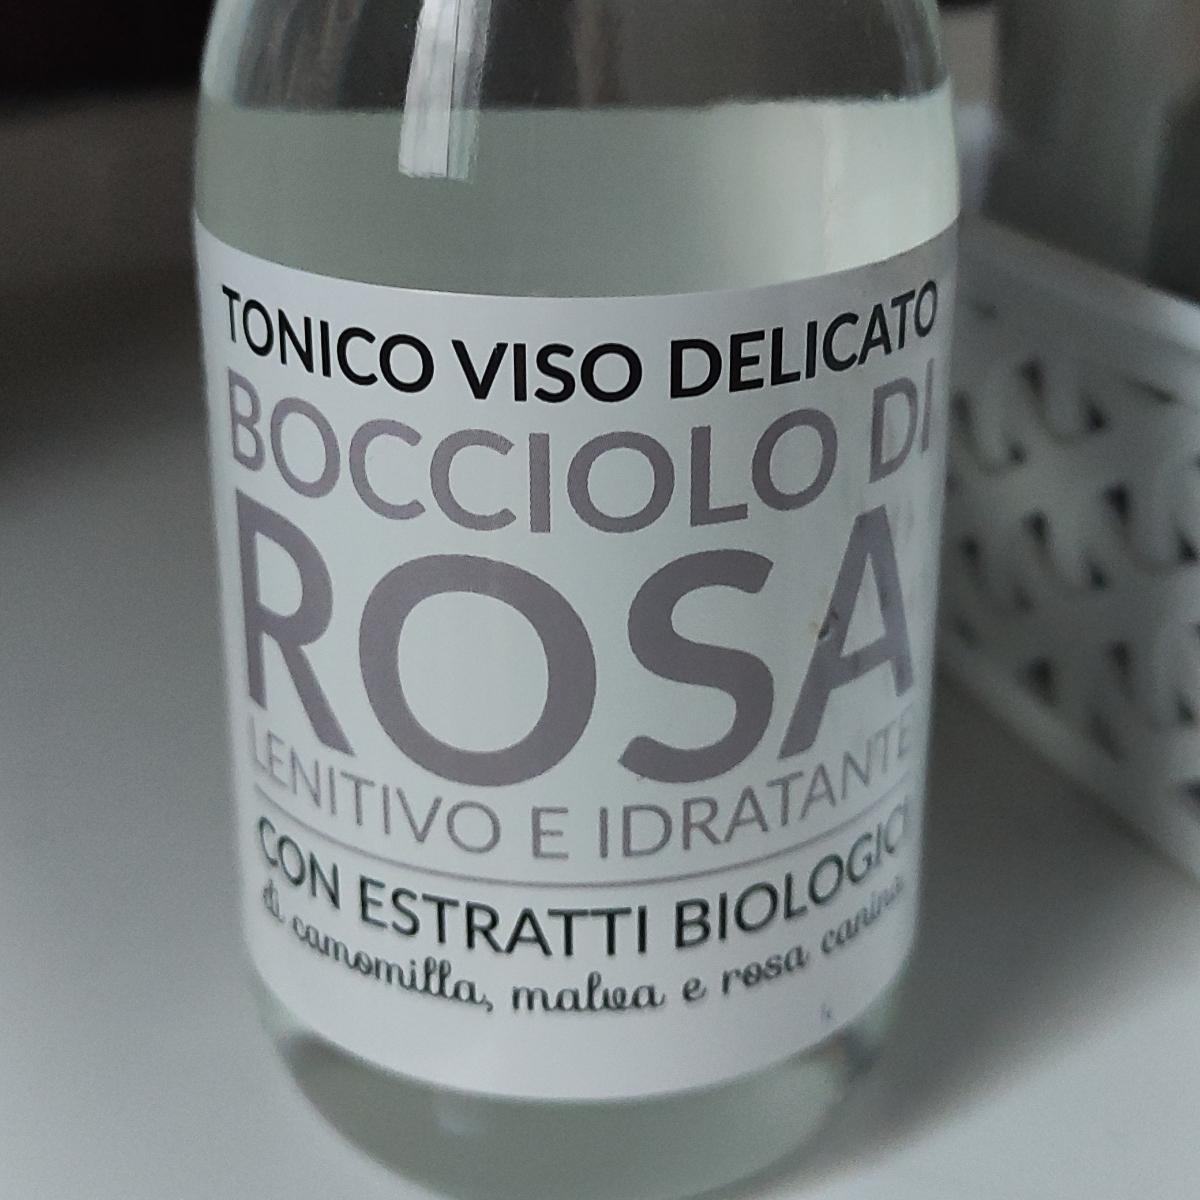 TONICO VISO DELICATO
BOCCIOLO DI
ROSA
LENITIVO E IDRATANTE
CON ESTRATTI BIOLOGICI
di camomilla, malva e rosa canina